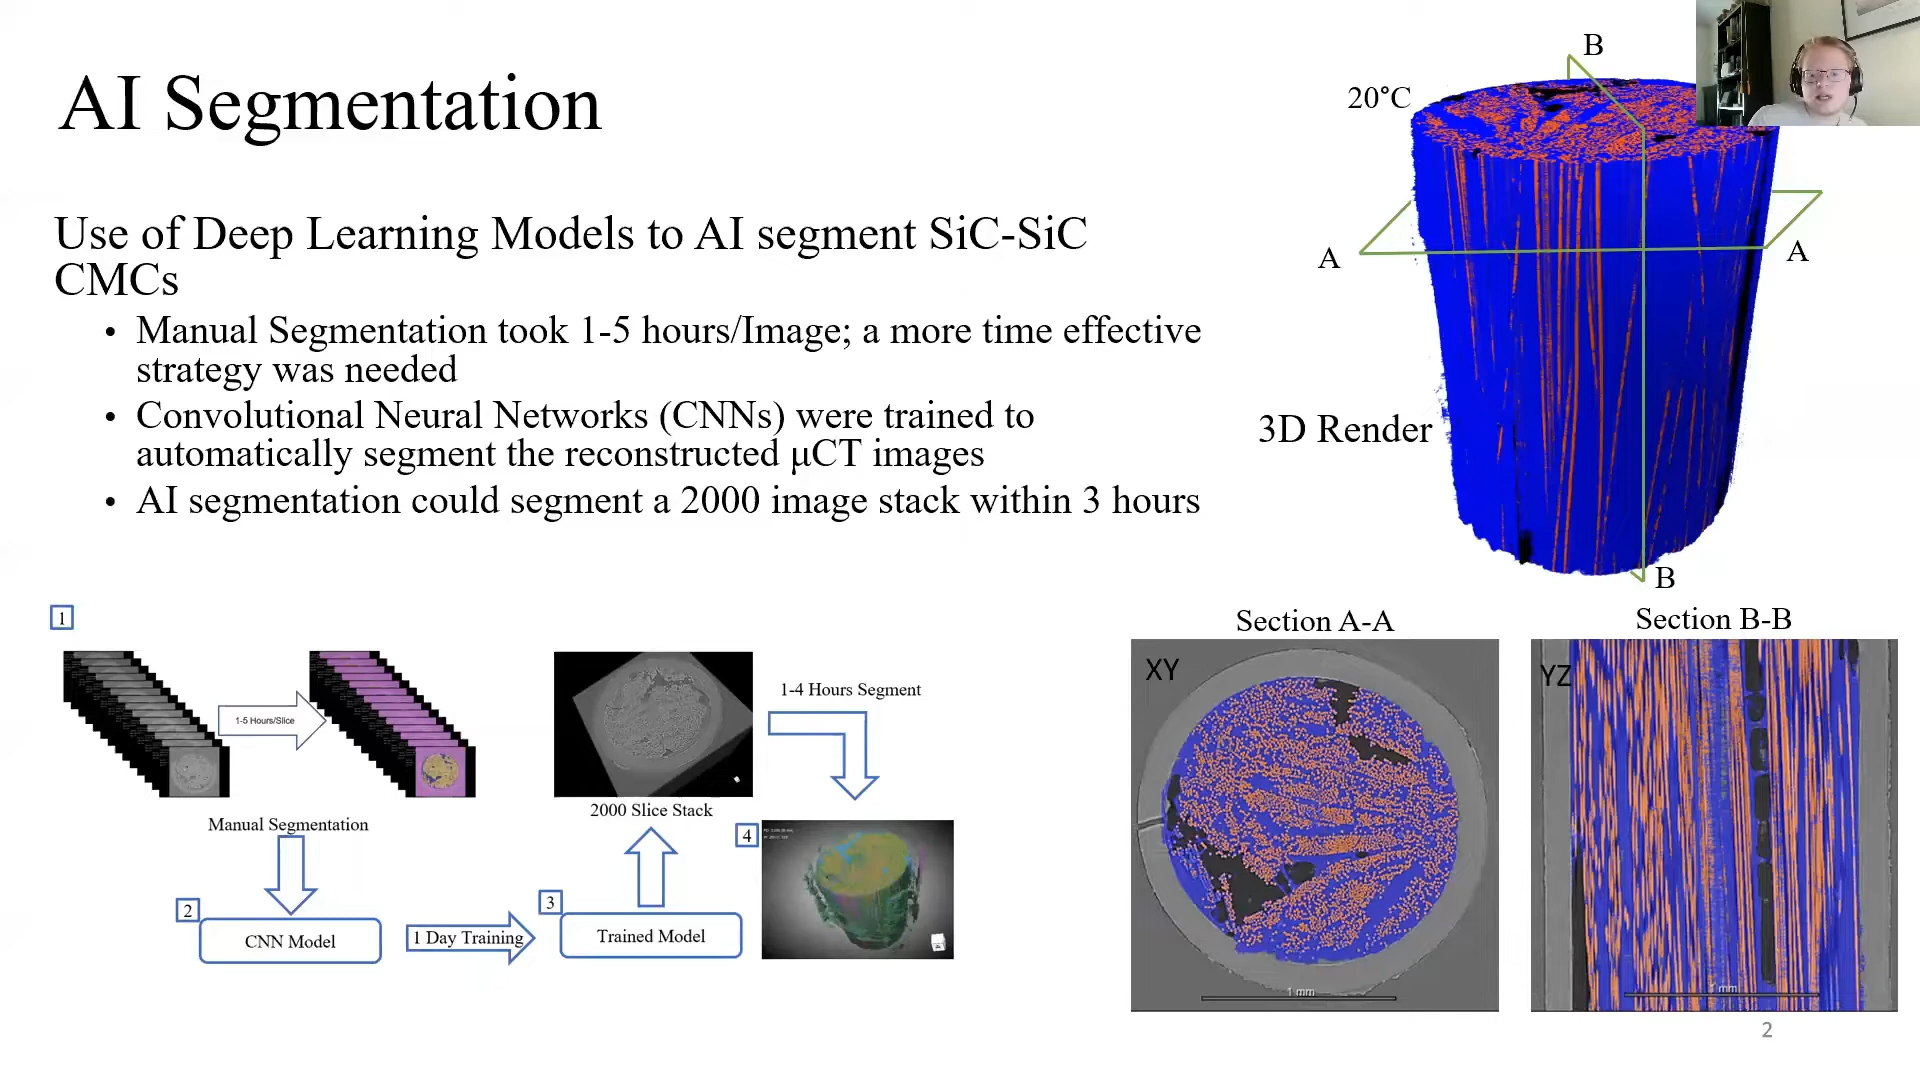 AI Segmentation
Use of Deep Learning Models to AI segment SiC-SiC
CMCs
• Manual Segmentation took 1-5 hours/Image; a more time effective
strategy was needed
• Convolutional Neural Networks (CNNs) were trained to
automatically segment the reconstructed μCT images
• AI segmentation could segment a 2000 image stack within 3 hours
20°C
B
A
A
3D Render
B
1
1-5 Hours/Slice
Manual Segmentation
2
CNN Model
1 Day Training
3
Trained Model
2000 Slice Stack
1-4 Hours Segment
4
Section A-A
XY
1 mm
Section B-B
YZ
1 mm
2